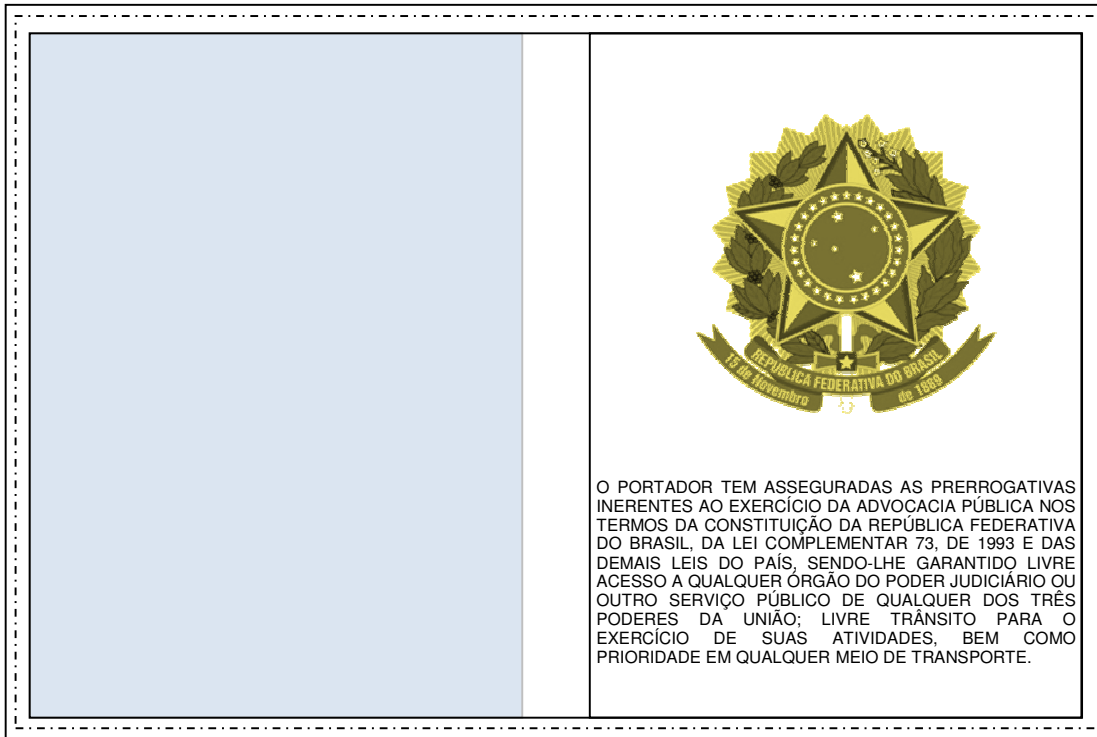 REPÚBLICA FEDERATIVA DO BRASIL
15 de Novembro de 1889
O PORTADOR TEM ASSEGURADAS AS PRERROGATIVAS
INERENTES AO EXERCÍCIO DA ADVOCACIA PÚBLICA NOS
TERMOS DA CONSTITUIÇÃO DA REPÚBLICA FEDERATIVA
DO BRASIL, DA LEI COMPLEMENTAR 73, DE 1993 E DAS
DEMAIS LEIS DO PAÍS, SENDO-LHE GARANTIDO LIVRE
ACESSO A QUALQUER ÓRGÃO DO PODER JUDICIÁRIO OU
OUTRO SERVIÇO PÚBLICO DE QUALQUER DOS TRÊS
PODERES DA UNIÃO; LIVRE TRÂNSITO PARA O
EXERCÍCIO DE SUAS ATIVIDADES, BEM COMO
PRIORIDADE EM QUALQUER MEIO DE TRANSPORTE.